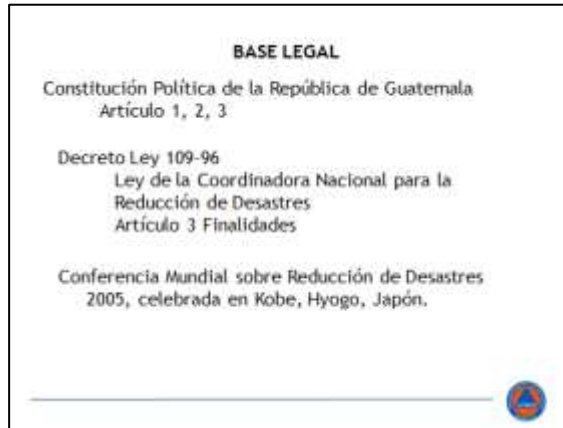 BASE LEGAL
Constitución Política de la República de Guatemala
Artículo 1, 2, 3
Decreto Ley 109-96
Ley de la Coordinadora Nacional para la
Reducción de Desastres
Artículo 3 Finalidades
Conferencia Mundial sobre Reducción de Desastres
2005, celebrada en Kobe, Hyogo, Japón.